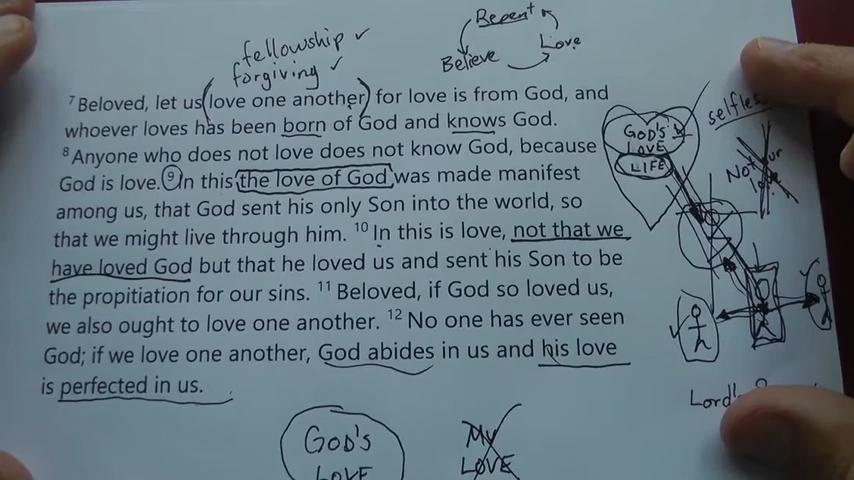 fellowship ✓
forgiving ✓
Repent
Believe
Love
⁷ Beloved, let us (love one another) for love is from God, and
whoever loves has been born of God and knows God.
⁸ Anyone who does not love does not know God, because
God is love. ⁹ In this the love of God was made manifest
among us, that God sent his only Son into the world, so
that we might live through him. ¹⁰ In this is love, not that we
have loved God but that he loved us and sent his Son to be
the propitiation for our sins. ¹¹ Beloved, if God so loved us,
we also ought to love one another. ¹² No one has ever seen
God; if we love one another, God abides in us and his love
is perfected in us.
GOD'S
LOVE
LIFE
selfless
Not our
love
Lord's
GOD'S
LOVE
My
LOVE